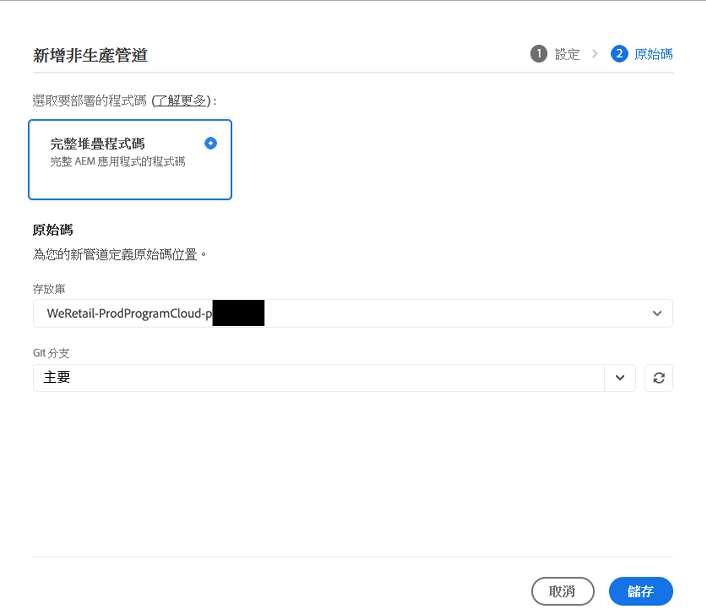 新增非生產管道
1 設定 > 2 原始碼
選取要部署的程式碼 (了解更多):
完整堆疊程式碼
完整 AEM 應用程式的程式碼
原始碼
為您的新管道定義原始碼位置。
存放庫
WeRetail-ProdProgramCloud-p
Git 分支
主要
取消 儲存